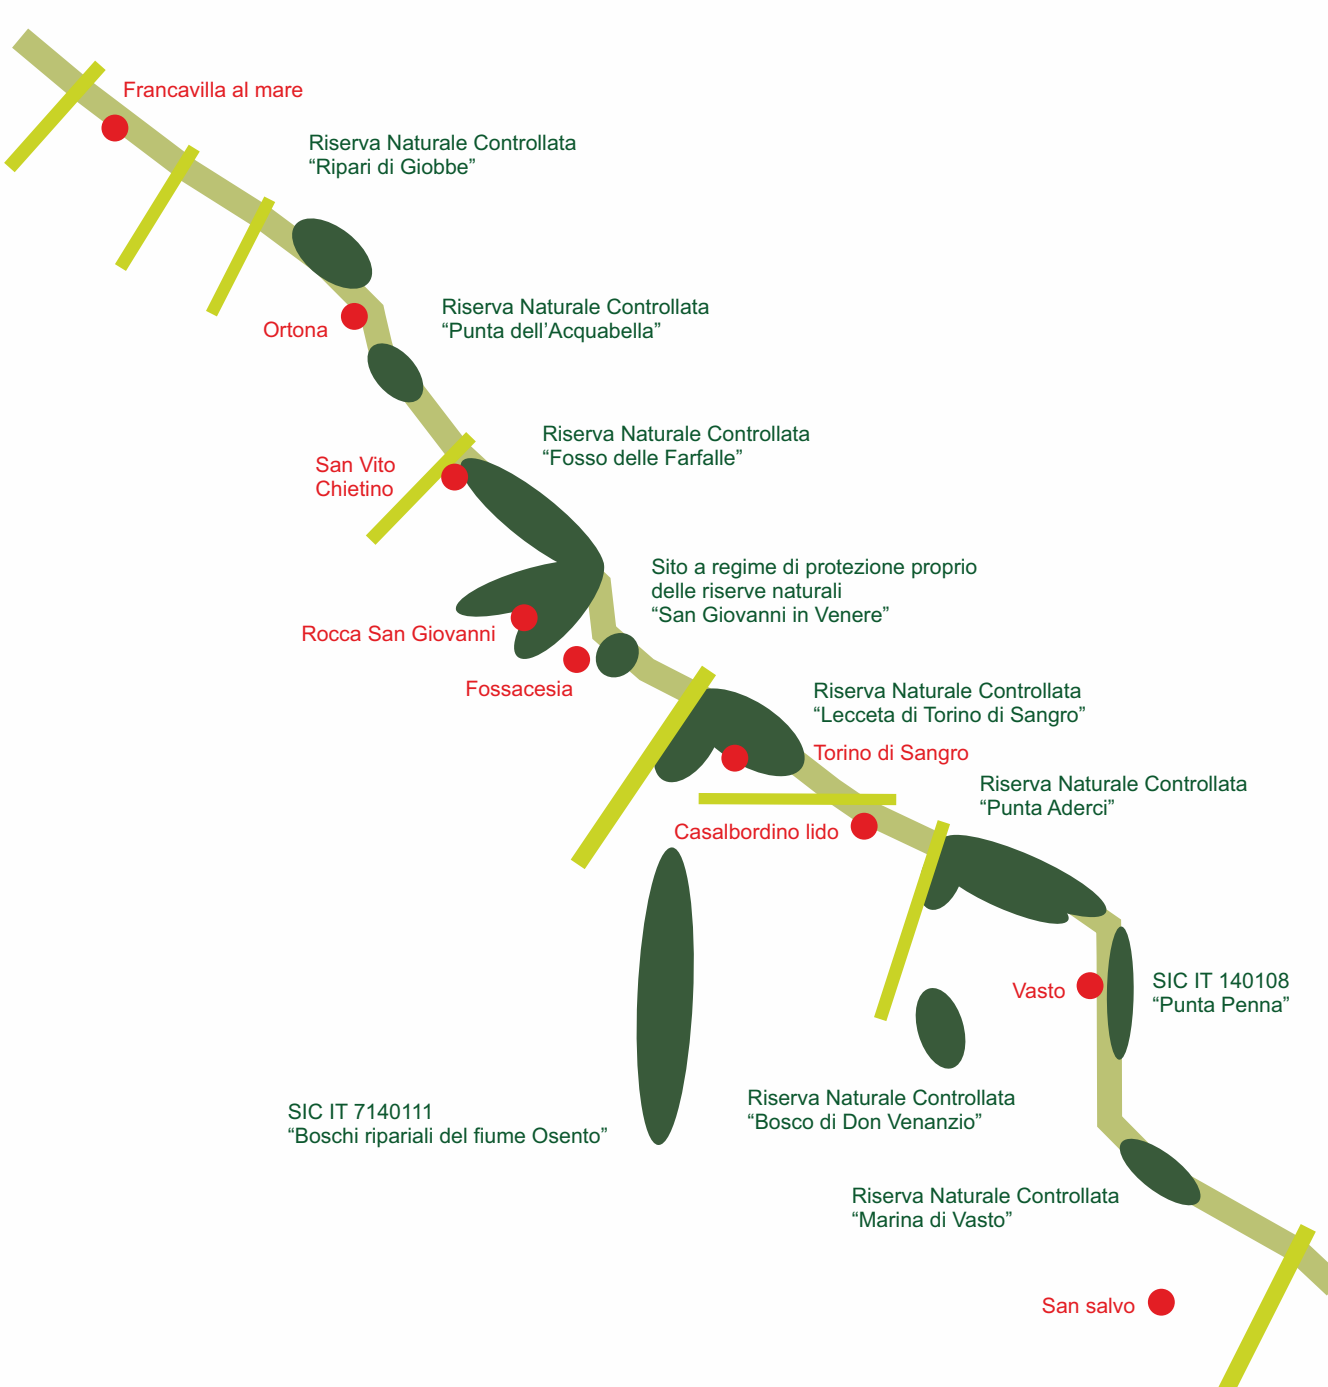 Francavilla al mare
Riserva Naturale Controllata
“Ripari di Giobbe”
Riserva Naturale Controllata
“Punta dell’Acquabella”
Ortona
Riserva Naturale Controllata
“Fosso delle Farfalle”
San Vito
Chietino
Sito a regime di protezione proprio
delle riserve naturali
“San Giovanni in Venere”
Rocca San Giovanni
Fossacesia
Riserva Naturale Controllata
“Lecceta di Torino di Sangro”
Torino di Sangro
Riserva Naturale Controllata
“Punta Aderci”
Casalbordino lido
SIC IT 140108
“Punta Penna”
Vasto
Riserva Naturale Controllata
“Bosco di Don Venanzio”
SIC IT 7140111
“Boschi ripariali del fiume Osento”
Riserva Naturale Controllata
“Marina di Vasto”
San salvo